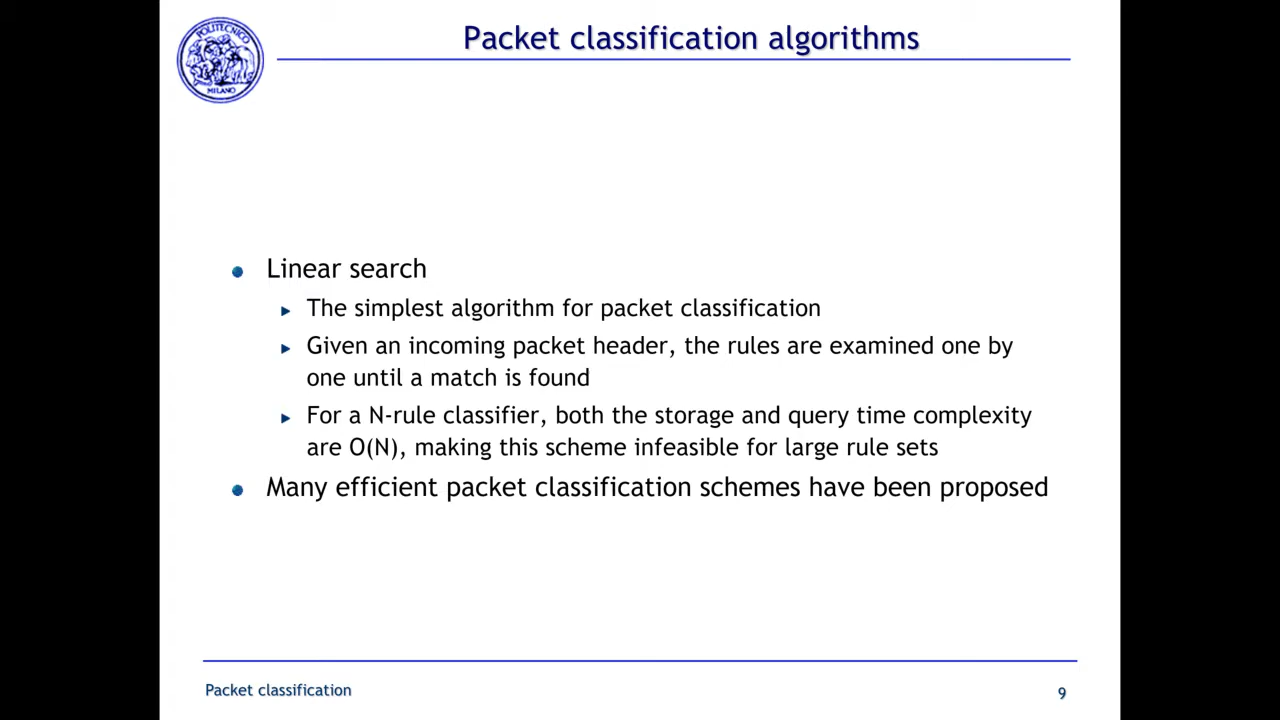 POLITECNICO
MILANO
Packet classification algorithms
Linear search
The simplest algorithm for packet classification
Given an incoming packet header, the rules are examined one by
one until a match is found
For a N-rule classifier, both the storage and query time complexity
are O(N), making this scheme infeasible for large rule sets
Many efficient packet classification schemes have been proposed
Packet classification
9